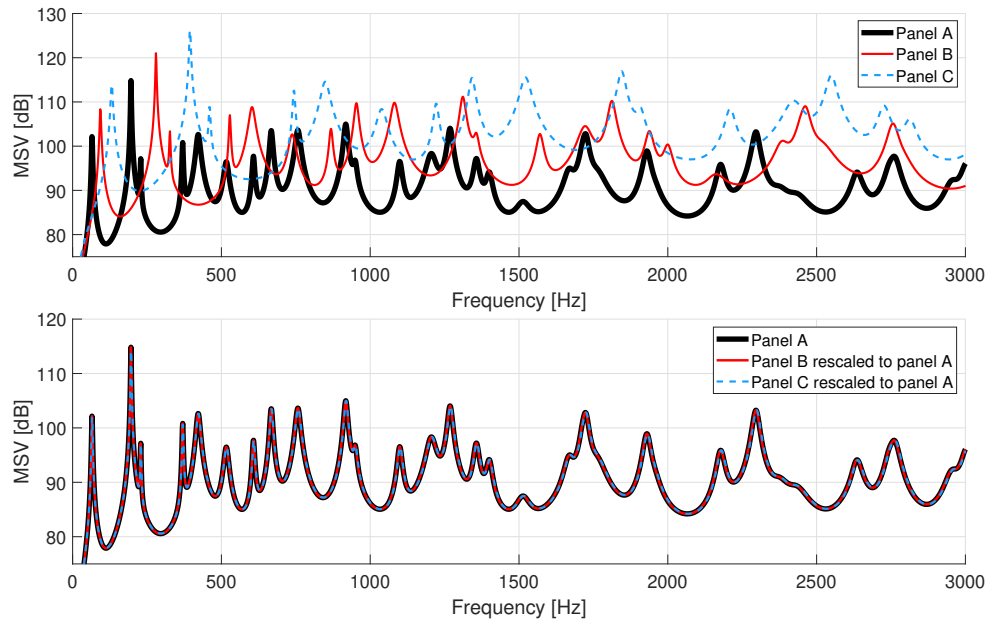 130
120
110
100
90
80
MSV [dB]
Panel A
Panel B
Panel C
0 500 1000 1500 2000 2500 3000
Frequency [Hz]
120
110
100
90
80
MSV [dB]
Panel A
Panel B rescaled to panel A
Panel C rescaled to panel A
0 500 1000 1500 2000 2500 3000
Frequency [Hz]